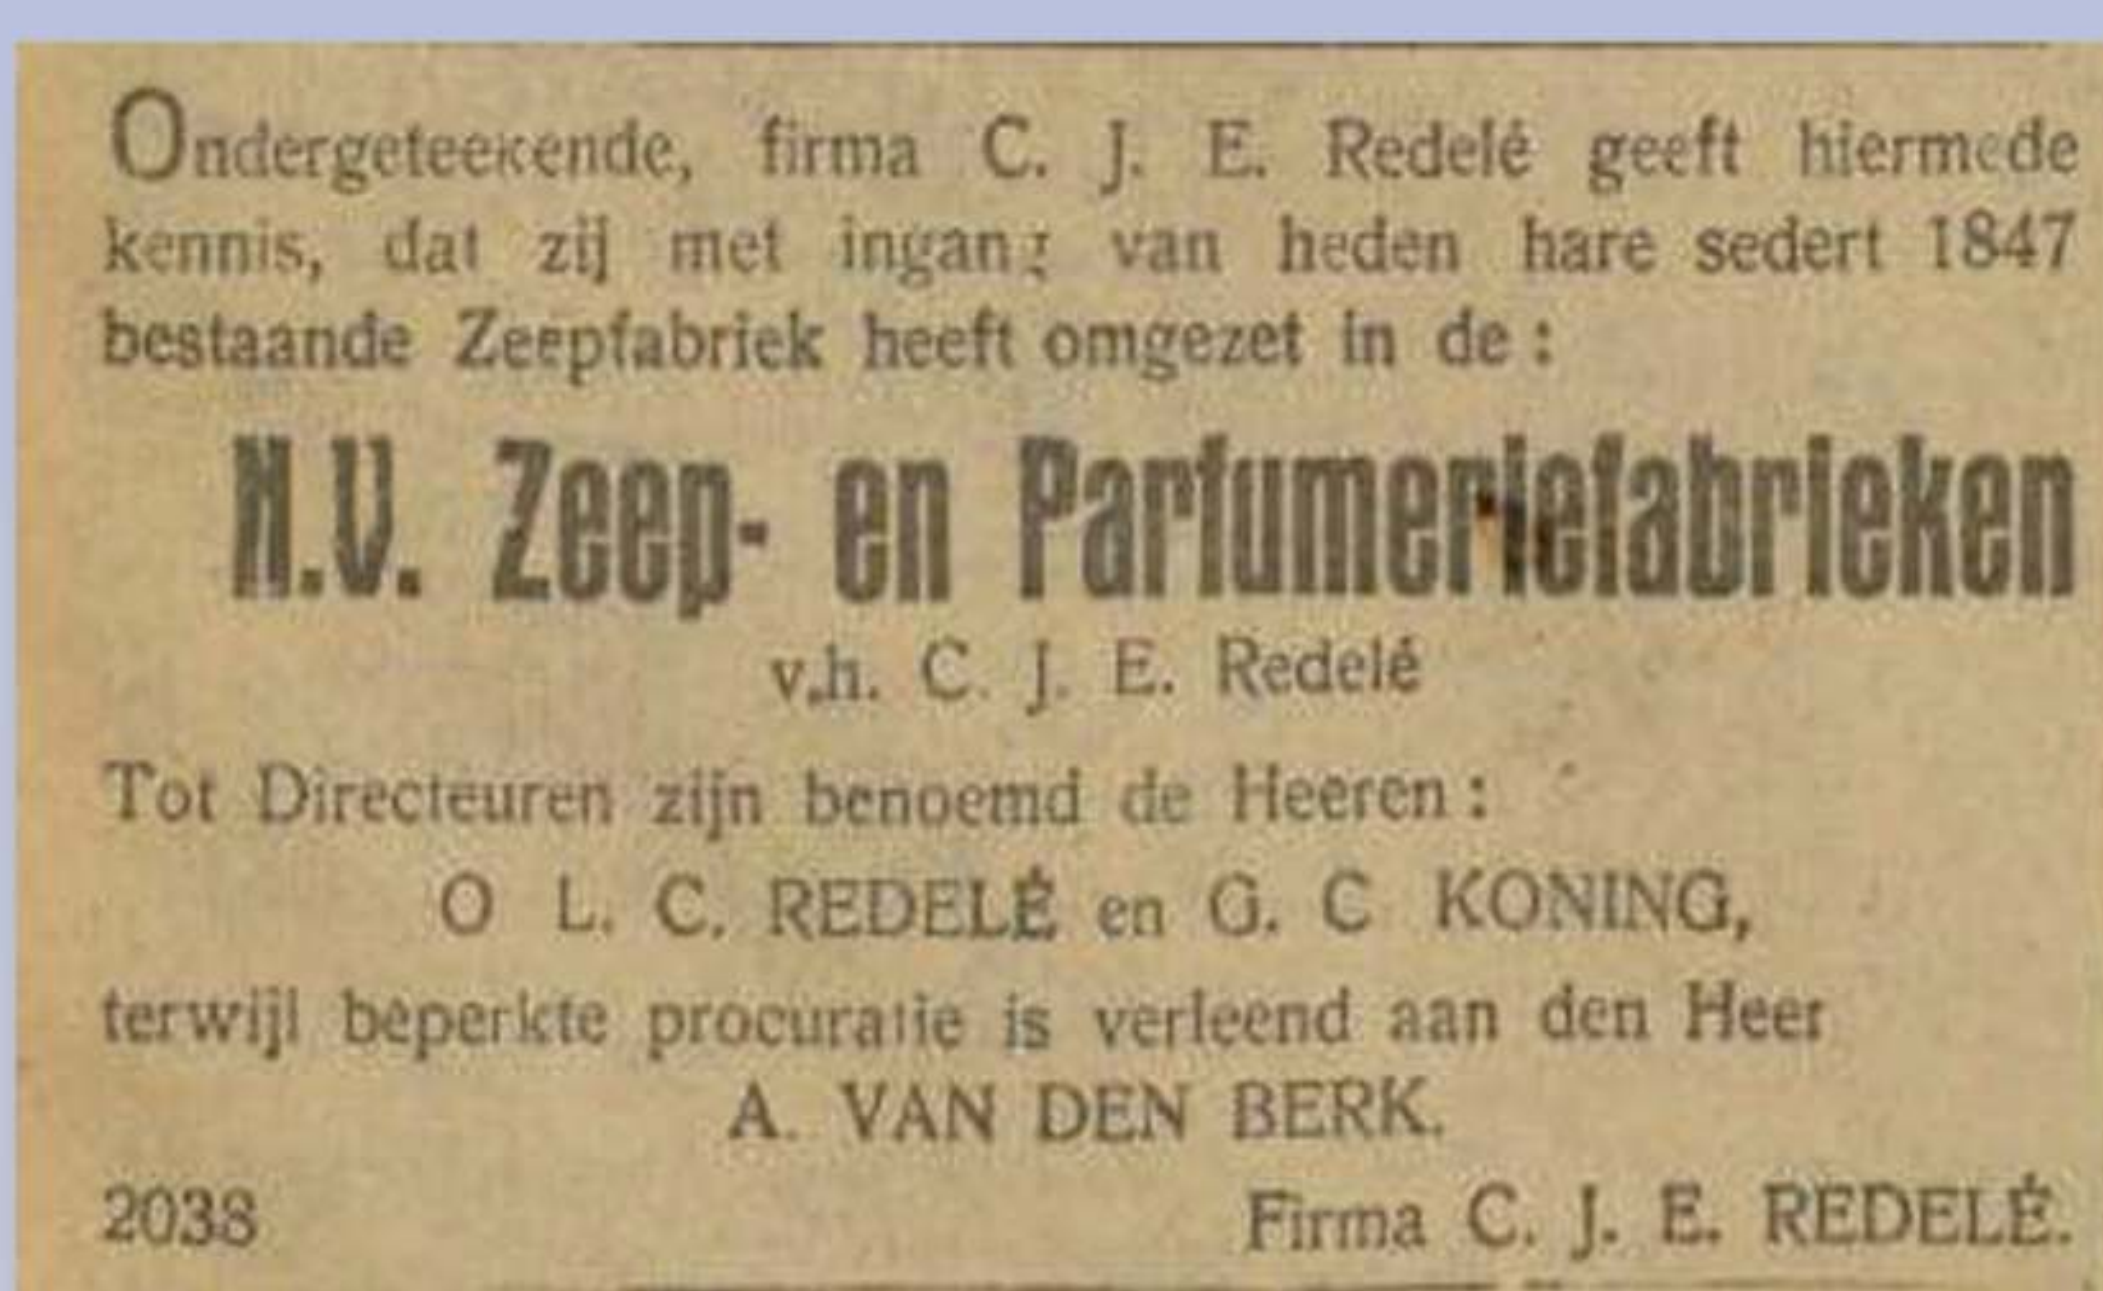 Ondergeteekende, firma C. J. E. Redelé geeft hiermede
kennis, dat zij met ingang van heden hare sedert 1847
bestaande Zeepfabriek heeft omgezet in de :
N.V. Zeep- en Parfumeriefabrieken
v.h. C. J. E. Redelé
Tot Directeuren zijn benoemd de Heeren :
O L. C. REDELÉ en G. C KONING,
terwijl beperkte procuratie is verleend aan den Heer
A. VAN DEN BERK.
2038
Firma C. J. E. REDELÉ.